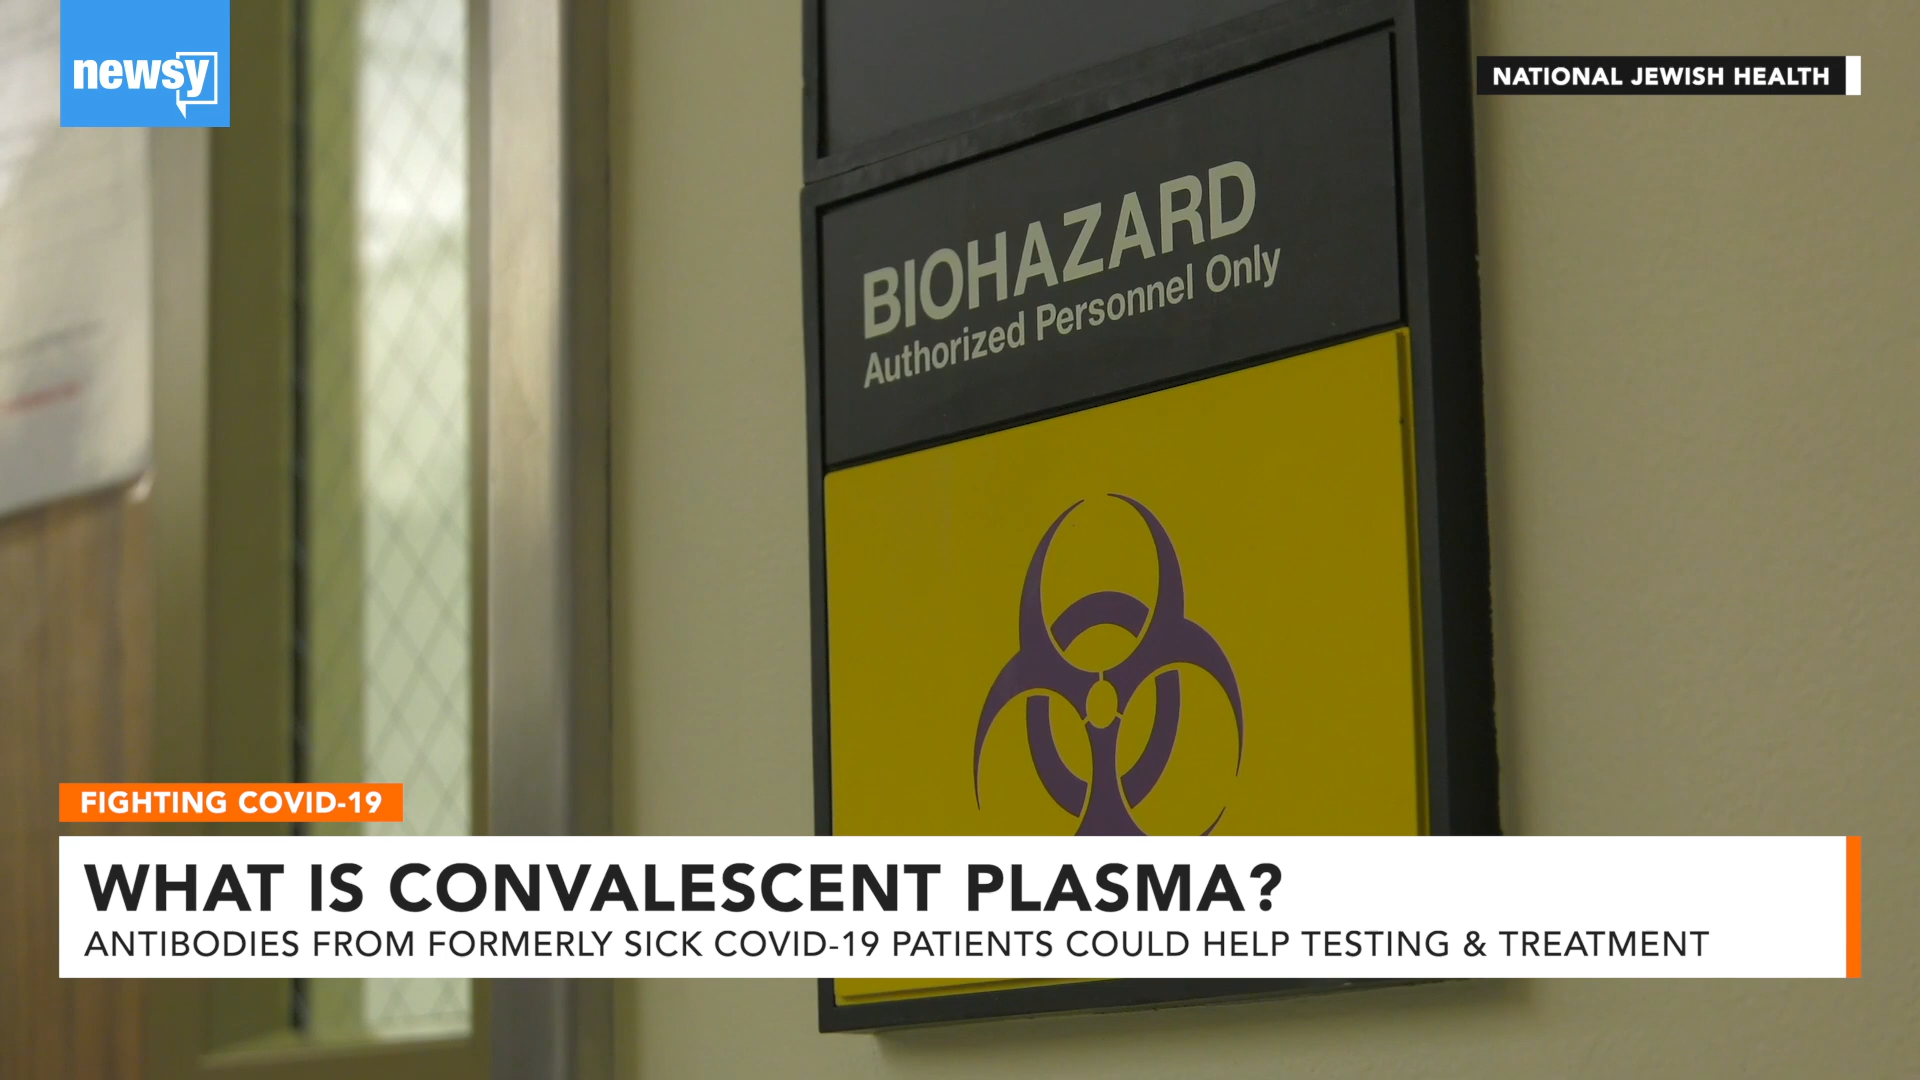 newsy
NATIONAL JEWISH HEALTH
BIOHAZARD
Authorized Personnel Only
FIGHTING COVID-19
WHAT IS CONVALESCENT PLASMA?
ANTIBODIES FROM FORMERLY SICK COVID-19 PATIENTS COULD HELP TESTING & TREATMENT